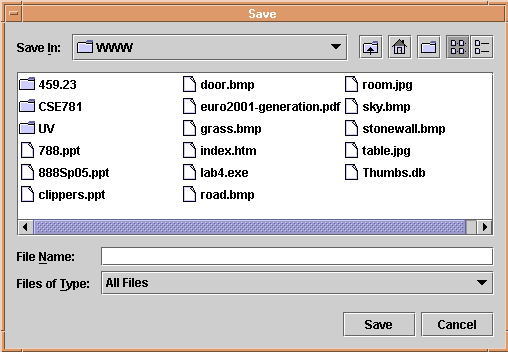 Save
Save In: WWW
459.23 door.bmp room.jpg
CSE781 euro2001-generation.pdf sky.bmp
UV grass.bmp stonewall.bmp
788.ppt index.htm table.jpg
888Sp05.ppt lab4.exe Thumbs.db
clippers.ppt road.bmp
File Name:
Files of Type: All Files
Save Cancel